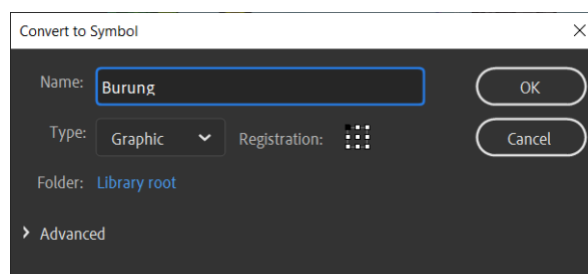 Convert to Symbol
Name: Burung OK
Type: Graphic Registration: Cancel
Folder: Library root
Advanced